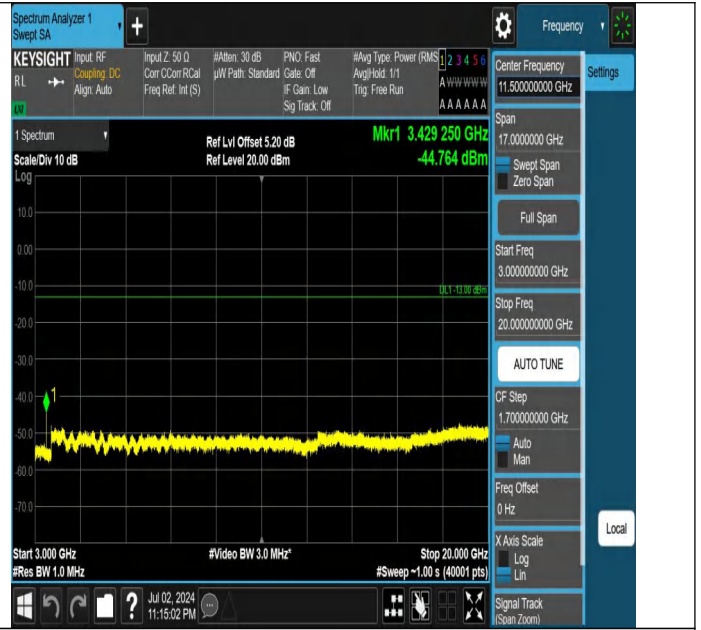 Spectrum Analyzer 1
Swept SA
+
Frequency
KEYSIGHT
RL
LXI
Input: RF
Coupling: DC
Align: Auto
Input Z: 50 Ω
Corr CCorr RCal
Freq Ref: Int (S)
#Atten: 30 dB
µW Path: Standard
PNO: Fast
Gate: Off
IF Gain: Low
Sig Track: Off
#Avg Type: Power (RMS
Avg|Hold: 1/1
Trig: Free Run
1 2 3 4 5 6
A W W W W W
A A A A A A
1 Spectrum
Scale/Div 10 dB
Log
Ref Lvl Offset 5.20 dB
Ref Level 20.00 dBm
Mkr1 3.429 250 GHz
-44.764 dBm
10.0
0.00
-10.0
DL1 -13.00 dBm
-20.0
-30.0
-40.0
1
-50.0
-60.0
-70.0
Start 3.000 GHz
#Res BW 1.0 MHz
#Video BW 3.0 MHz*
Stop 20.000 GHz
#Sweep ~1.00 s (40001 pts)
Jul 02, 2024
11:15:02 PM
?
Center Frequency
11.500000000 GHz
Settings
Span
17.0000000 GHz
Swept Span
Zero Span
Full Span
Start Freq
3.000000000 GHz
Stop Freq
20.000000000 GHz
AUTO TUNE
CF Step
1.700000000 GHz
Auto
Man
Freq Offset
0 Hz
X Axis Scale
Log
Lin
Local
Signal Track
(Span Zoom)